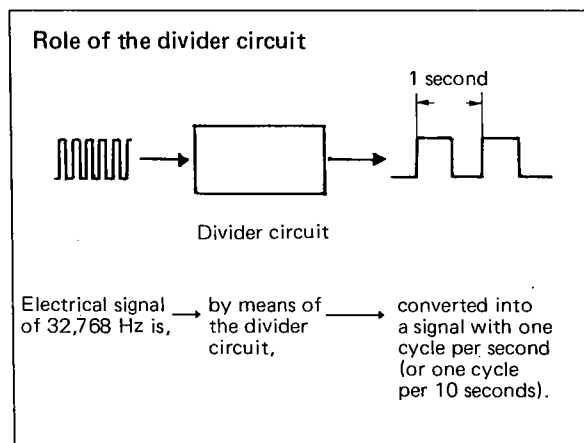 Role of the divider circuit
1 second
Divider circuit
Electrical signal
of 32,768 Hz is,
by means of
the divider
circuit,
converted into
a signal with one
cycle per second
(or one cycle
per 10 seconds).